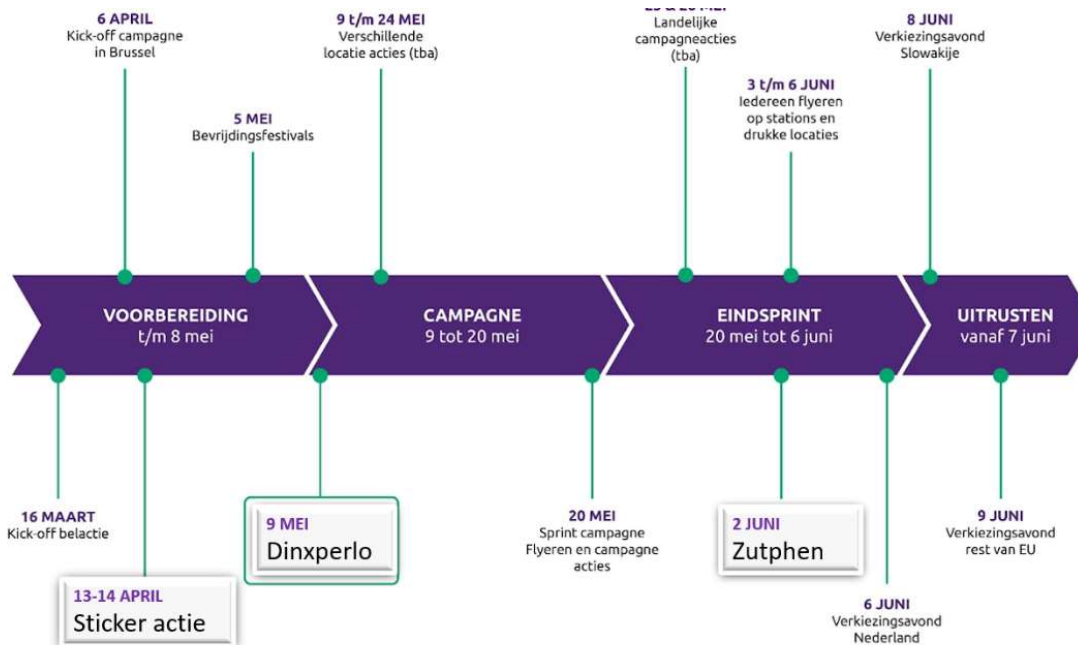 6 APRIL
Kick-off campagne
in Brussel
5 MEI
Bevrijdingsfestivals
9 t/m 24 MEI
Verschillende
locatie acties (tba)
Landelijke
campagneacties
(tba)
3 t/m 6 JUNI
Iedereen flyeren
op stations en
drukke locaties
8 JUNI
Verkiezingsavond
Slowakije
VOORBEREIDING
t/m 8 mei
CAMPAGNE
9 tot 20 mei
EINDSPRINT
20 mei tot 6 juni
UITRUSTEN
vanaf 7 juni
16 MAART
Kick-off belactie
13-14 APRIL
Sticker actie
9 MEI
Dinxperlo
20 MEI
Sprint campagne
Flyeren en campagne
acties
2 JUNI
Zutphen
6 JUNI
Verkiezingsavond
Nederland
9 JUNI
Verkiezingsavond
rest van EU